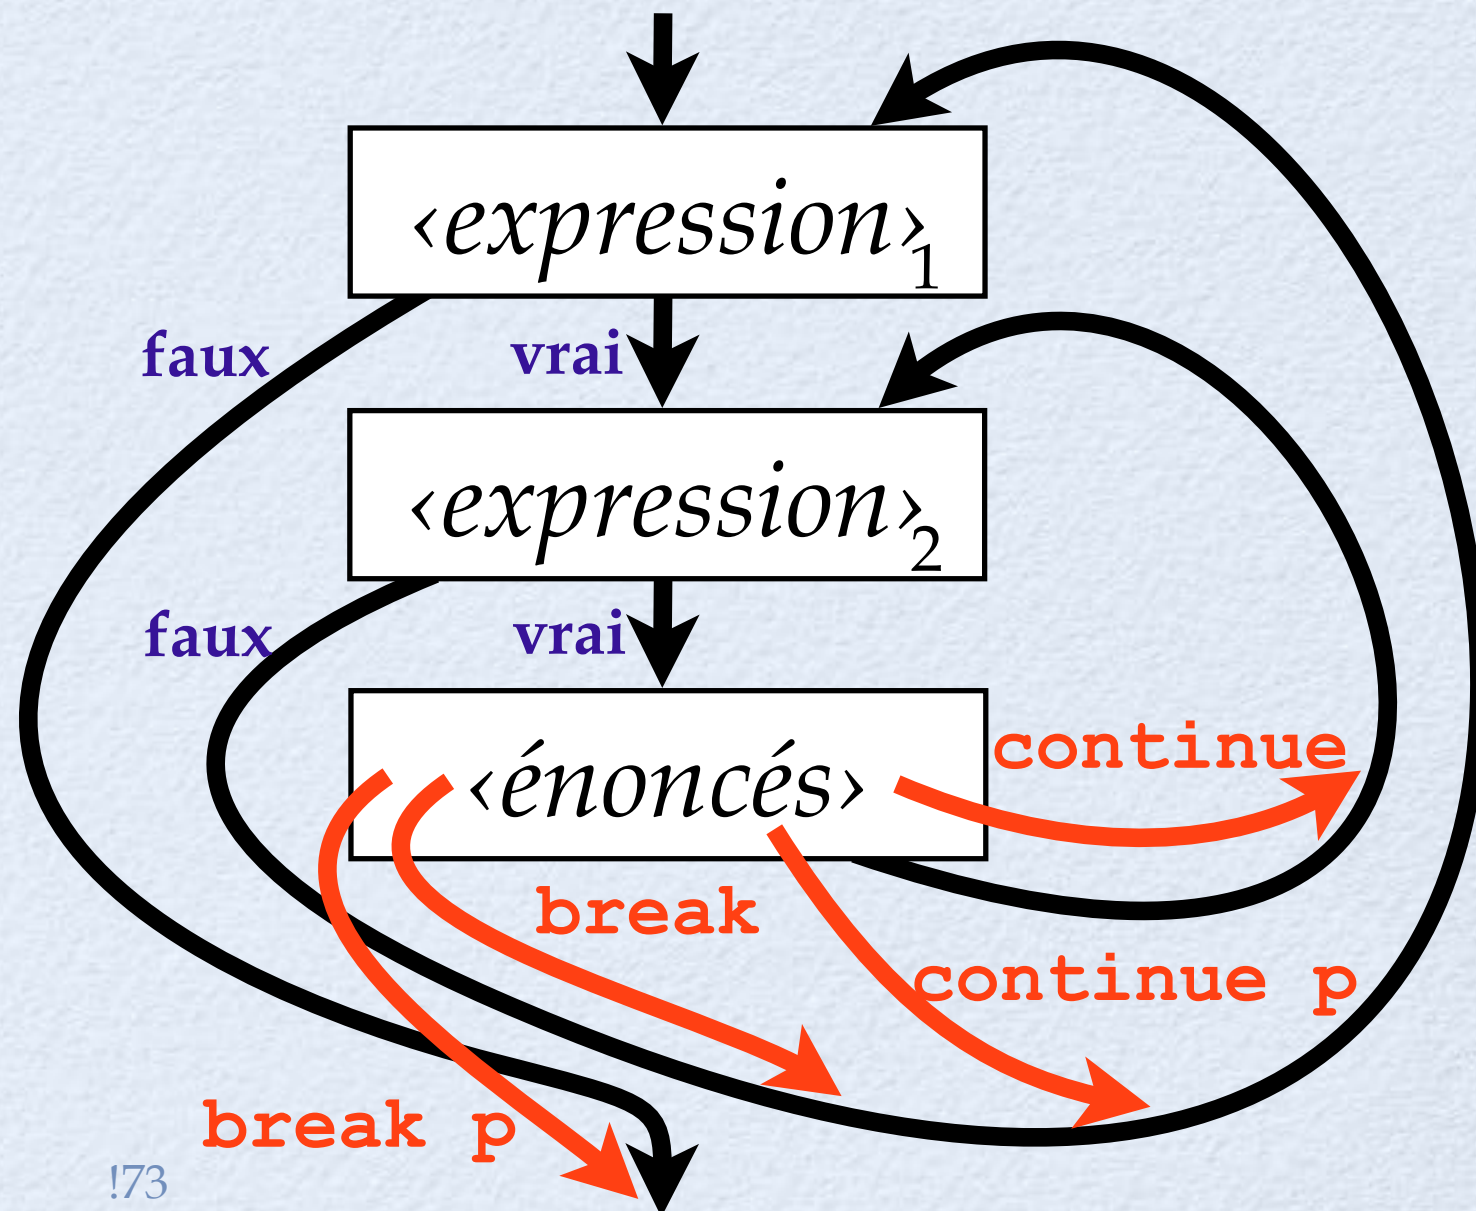 ‹expression›1
faux
vrai
‹expression›2
faux
vrai
‹énoncés›
continue
break
continue p
break p
!73